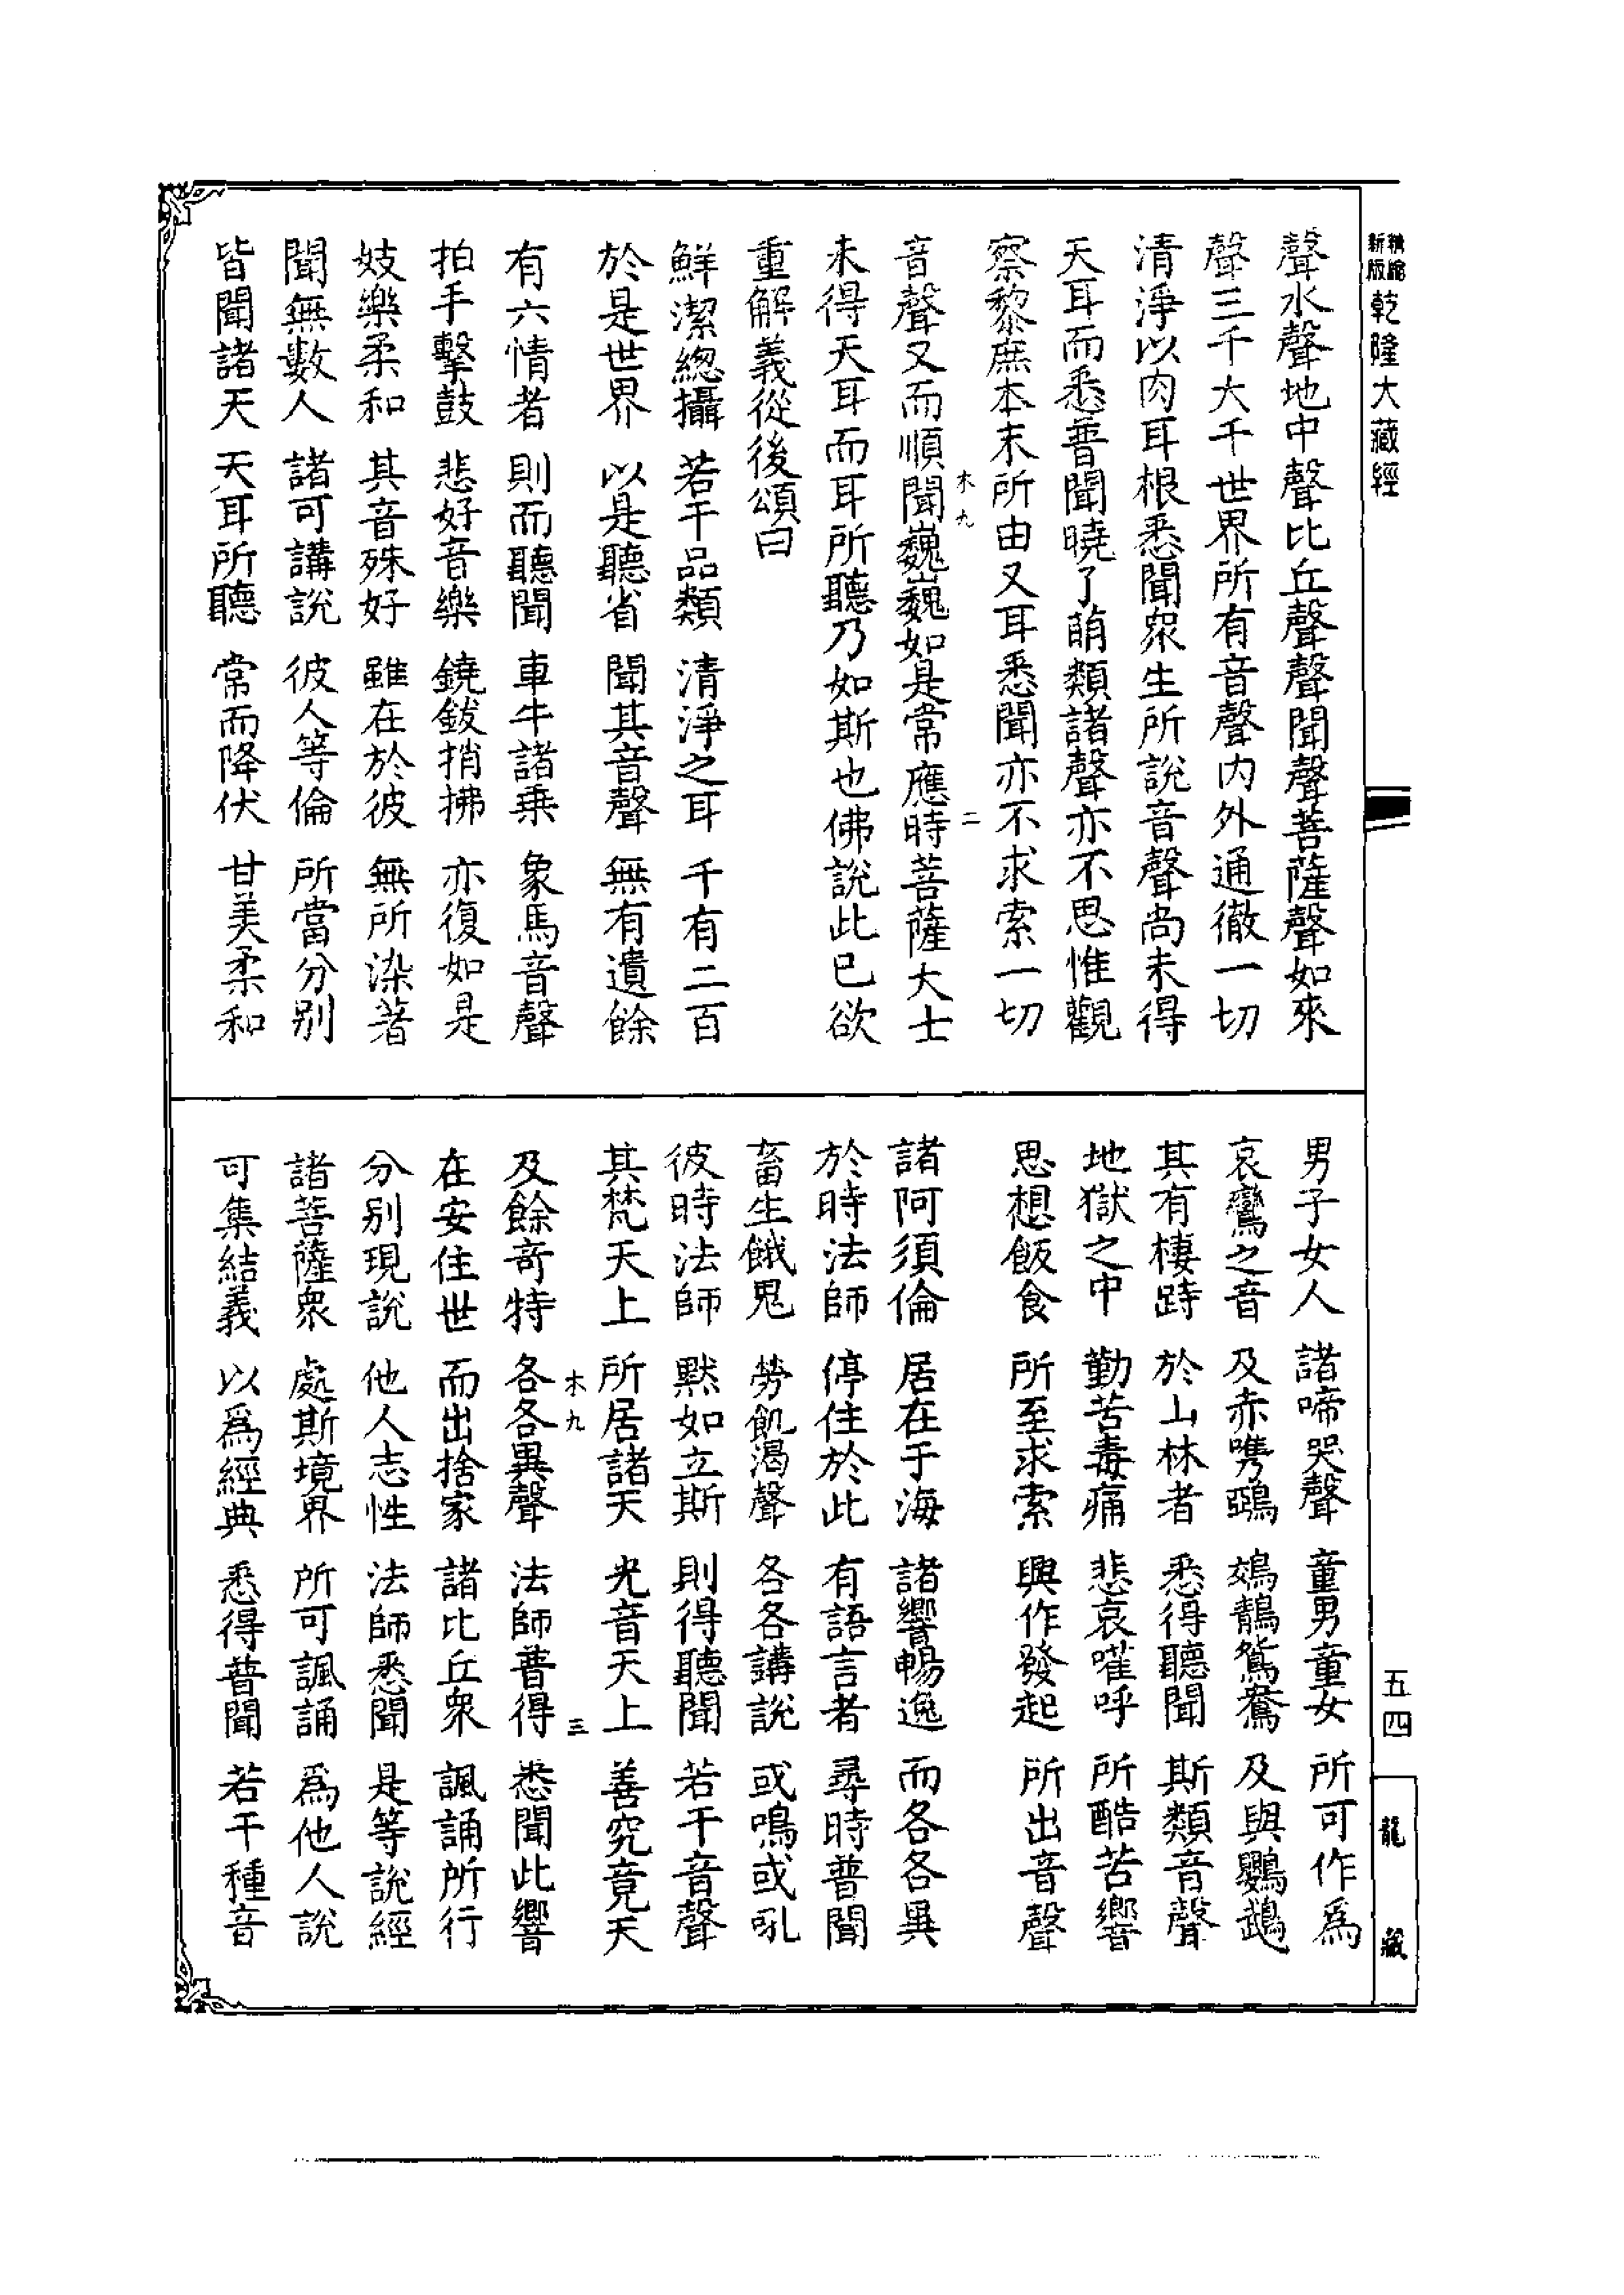 精縮新版 乾隆大藏經
五四
龍藏
聲水聲地中聲比丘聲聲聞聲菩薩聲如來
聲三千大千世界所有音聲內外通徹一切
清淨以肉耳根悉聞眾生所說音聲尚未得
天耳而悉普聞曉了萌類諸聲亦不思惟觀
察黎庶本末所由又耳悉聞亦不求索一切
木九 二
音聲又而順聞巍巍如是常應時菩薩大士
未得天耳而耳所聽乃如斯也佛說此已欲
重解義從後頌曰
鮮潔總攝 若干品類 清淨之耳 千有二百
於是世界 以是聽省 聞其音聲 無有遺餘
有六情者 則而聽聞 車牛諸乘 象馬音聲
拍手擊鼓 悲好音樂 鐃鈸捎拂 亦復如是
妓樂柔和 其音殊好 雖在於彼 無所染著
聞無數人 諸可講說 彼人等倫 所當分別
皆聞諸天 天耳所聽 常而降伏 甘美柔和
男子女人 諸啼哭聲 童男童女 所可作為
哀鸞之音 及赤嘴鵶 鵁鶄鴛鴦 及與鸚鵡
其有棲跱 於山林者 悉得聽聞 斯類音聲
地獄之中 勤苦毒痛 悲哀嚾呼 所酷苦響
思想飯食 所至求索 興作發起 所出音聲
諸阿須倫 居在于海 諸響暢逸 而各各異
於時法師 停住於此 有語言者 尋時普聞
畜生餓鬼 勞飢渴聲 各各講說 或鳴或吼
彼時法師 默如立斯 則得聽聞 若干音聲
其梵天上 所居諸天 光音天上 善究竟天
木九 三
及餘奇特 各各異聲 法師普得 悉聞此響
在安住世 而出捨家 諸比丘眾 諷誦所行
分別現說 他人志性 法師悉聞 是等說經
諸菩薩眾 處斯境界 所可諷誦 為他人說
可集結義 以為經典 悉得普聞 若干種音